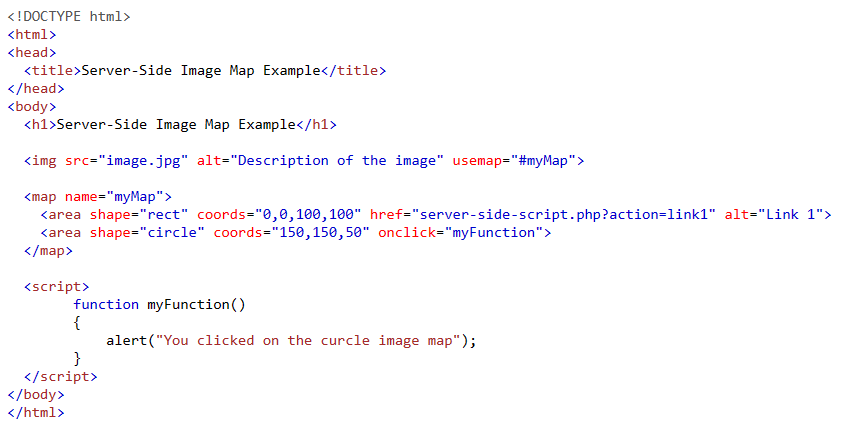 <!DOCTYPE html>
<html>
<head>
  <title>Server-Side Image Map Example</title>
</head>
<body>
  <h1>Server-Side Image Map Example</h1>
  <img src="image.jpg" alt="Description of the image" usemap="#myMap">
  <map name="myMap">
    <area shape="rect" coords="0,0,100,100" href="server-side-script.php?action=link1" alt="Link 1">
    <area shape="circle" coords="150,150,50" onclick="myFunction">
  </map>
  <script>
        function myFunction()
        {
            alert("You clicked on the curcle image map");
        }
  </script>
</body>
</html>